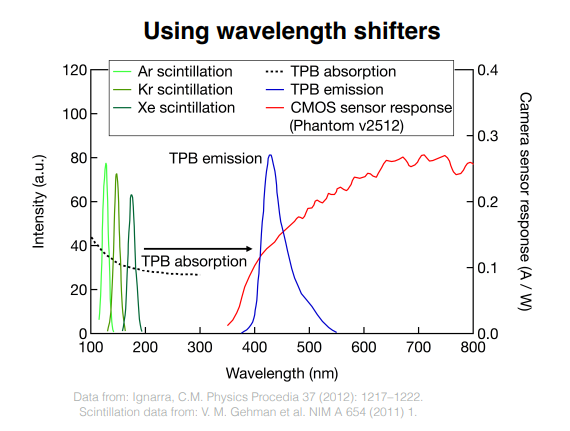 Using wavelength shifters
Ar scintillation
Kr scintillation
Xe scintillation
TPB absorption
TPB emission
CMOS sensor response
(Phantom v2512)
120
100
80
60
40
20
0
Intensity (a.u.)
TPB emission
TPB absorption
0.4
0.3
0.2
0.1
0.0
Camera sensor
response (A / W)
100 200 300 400 500 600 700 800
Wavelength (nm)
Data from: Ignarra, C.M. Physics Procedia 37 (2012): 1217–1222.
Scintillation data from: V. M. Gehman et al. NIM A 654 (2011) 1.